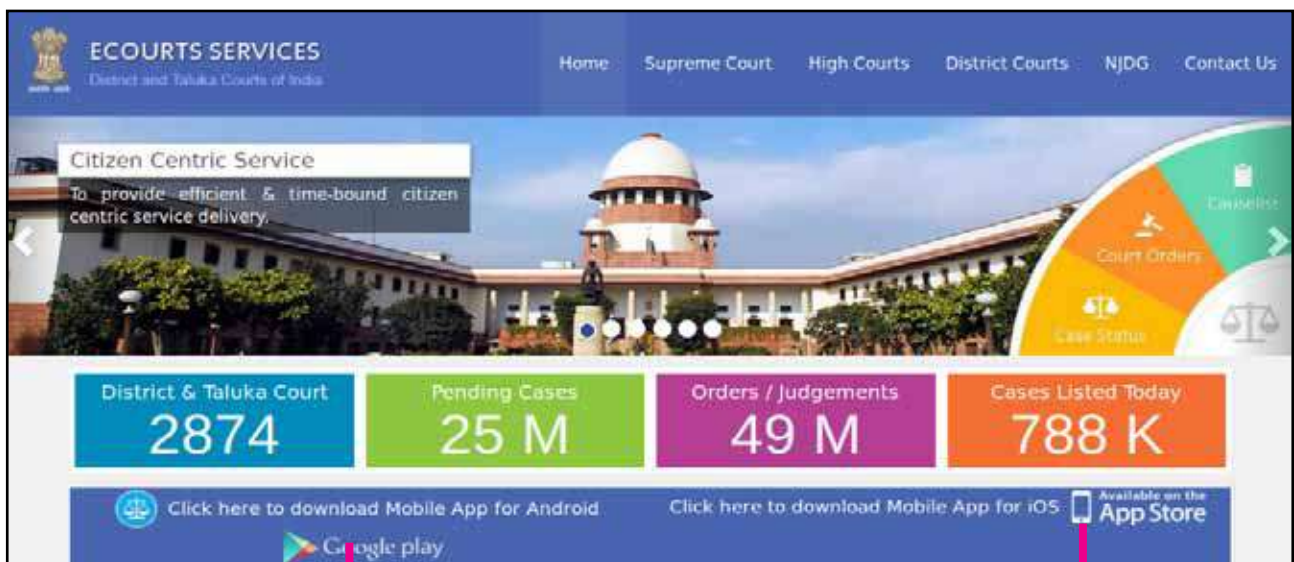 ECOURTS SERVICES
District and Taluka Courts of India
Home Supreme Court High Courts District Courts NJDG Contact Us
Citizen Centric Service
To provide efficient & time-bound citizen
centric service delivery.
Causelist
Court Orders
Case Status
District & Taluka Court
2874
Pending Cases
25 M
Orders / Judgements
49 M
Cases Listed Today
788 K
Click here to download Mobile App for Android
Google play
Click here to download Mobile App for iOS
Available on the
App Store